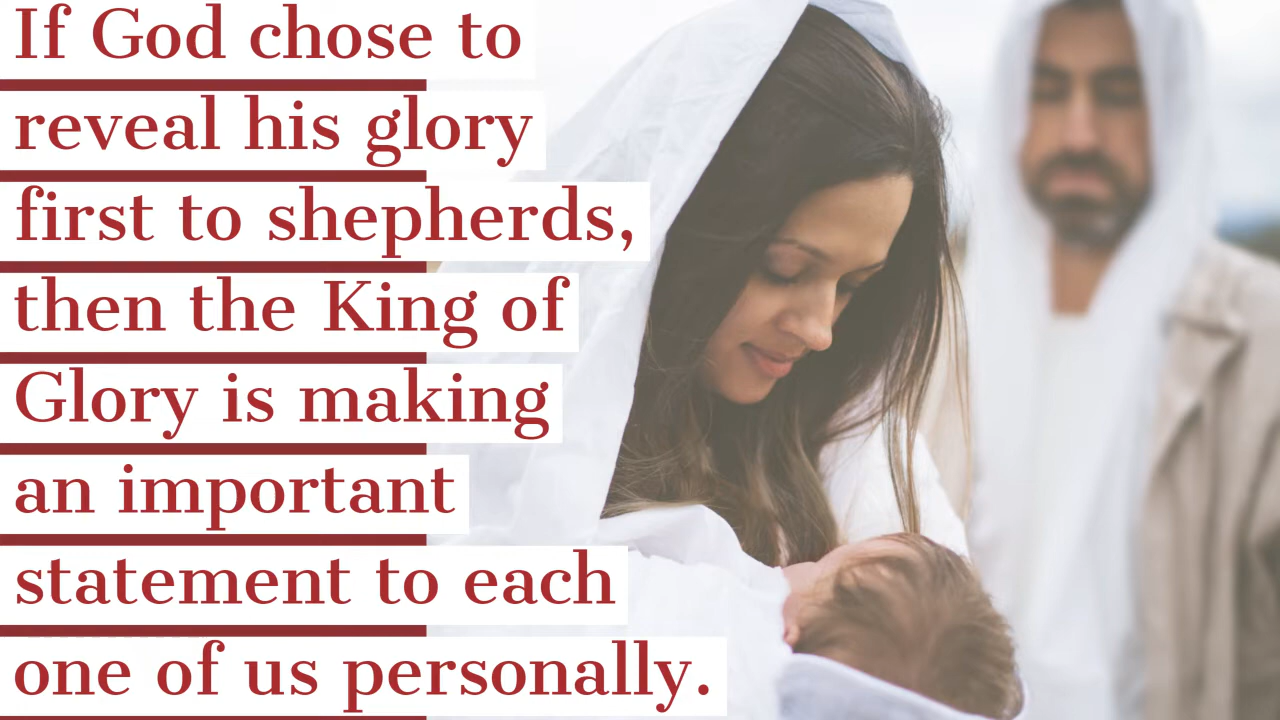 If God chose to
reveal his glory
first to shepherds,
then the King of
Glory is making
an important
statement to each
one of us personally.